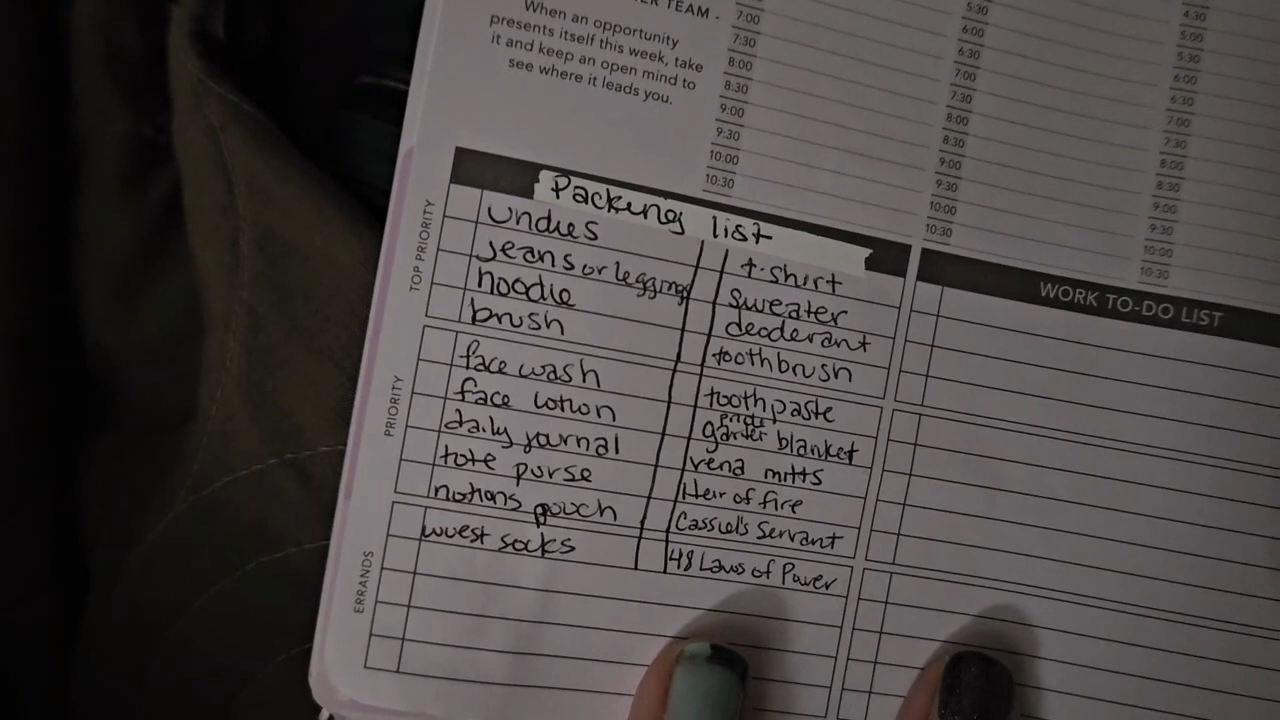 ER TEAM -
When an opportunity
presents itself this week, take
it and keep an open mind to
see where it leads you.
7:00
7:30
8:00
8:30
9:00
9:30
10:00
10:30
5:30
6:00
6:30
7:00
7:30
8:00
8:30
9:00
9:30
10:00
10:30
4:30
5:00
5:30
6:00
6:30
7:00
7:30
8:00
8:30
9:00
9:30
10:00
10:30
Packing list
TOP PRIORITY
undies
jeans or leggings
hoodie
brush
PRIORITY
face wash
face lotion
daily journal
tote purse
notions pouch
ERRANDS
socks
t-shirt
sweater
deoderant
toothbrush
toothpaste
garter blanket
rena mitts
Heir of fire
Cassiel's Servant
48 Laws of Power
WORK TO-DO LIST